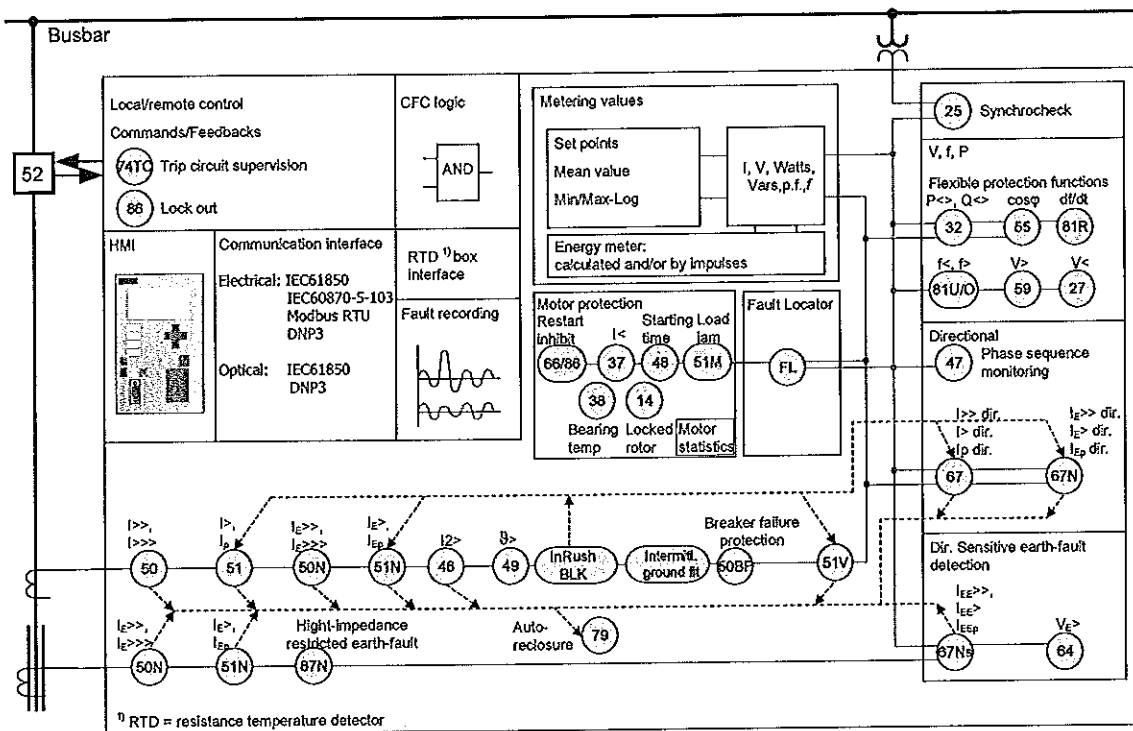 Busbar
52
Local/remote control
Commands/Feedbacks
74TC Trip circuit supervision
86 Lock out
CFC logic
AND
Metering values
Set points
Mean value
Min/Max-Log
I, V, Watts,
Vars,p.f.,f
Energy meter:
calculated and/or by impulses
25 Synchrocheck
V, f, P
Flexible protection functions
P<>, Q<> cosφ df/dt
32 55 81R
f<, f> V> V<
81U/O 59 27
HMI
Communication interface
Electrical: IEC61850
IEC60870-5-103
Modbus RTU
DNP3
Optical: IEC61850
DNP3
RTD 1) box
interface
Fault recording
Motor protection
Restart
inhibit
I<
Starting
time
Load
jam
66/86 37 48 51M
38 14
Bearing
temp
Locked
rotor
Motor
statistics
Fault Locator
FL
Directional
47 Phase sequence
monitoring
I>> dir.
I> dir.
Ip dir.
IE>> dir.
IE> dir.
IEp dir.
67 67N
I>>,
I>>>
I>,
Ip
IE>>,
IE>>>
IE>,
IEp
I2>
ϑ>
Breaker failure
protection
50 51 50N 51N 46 49
InRush
BLK
Intermitt.
ground flt
50BF 51V
Dir. Sensitive earth-fault
detection
IEE>>,
IEE>
IEEp
VE>
67Ns 64
IE>>,
IE>>>
IE>,
IEp
Hight-impedance
restricted earth-fault
Auto-
reclosure
79
50N 51N 87N
1) RTD = resistance temperature detector